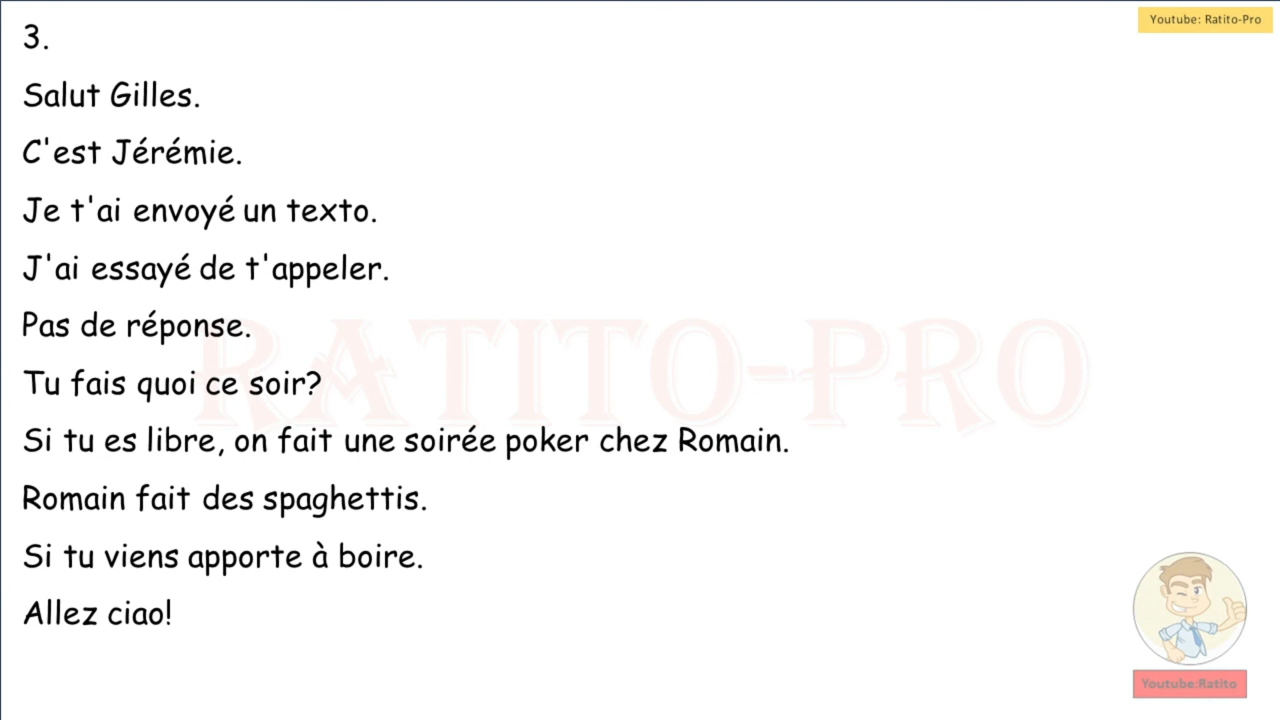 Youtube: Ratito-Pro
3.
Salut Gilles.
C'est Jérémie.
Je t'ai envoyé un texto.
J'ai essayé de t'appeler.
Pas de réponse.
RATITO-PRO
Tu fais quoi ce soir?
Si tu es libre, on fait une soirée poker chez Romain.
Romain fait des spaghettis.
Si tu viens apporte à boire.
Allez ciao!
Youtube:Ratito